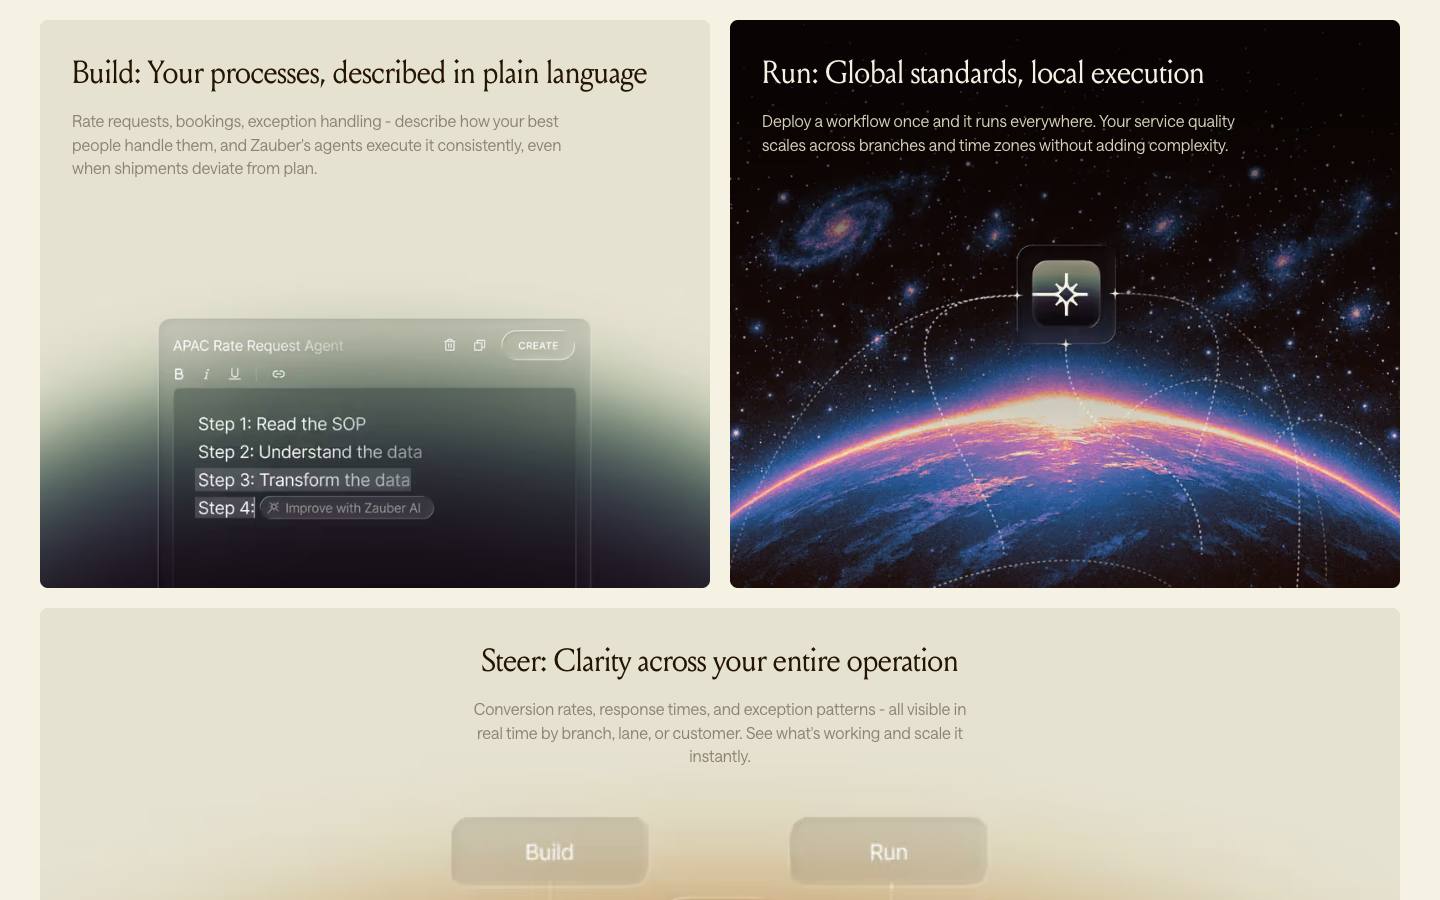 Build: Your processes, described in plain language
Rate requests, bookings, exception handling - describe how your best
people handle them, and Zauber's agents execute it consistently, even
when shipments deviate from plan.
APAC Rate Request Agent
CREATE
B i U
Step 1: Read the SOP
Step 2: Understand the data
Step 3: Transform the data
Step 4:
Improve with Zauber AI
Run: Global standards, local execution
Deploy a workflow once and it runs everywhere. Your service quality
scales across branches and time zones without adding complexity.
Steer: Clarity across your entire operation
Conversion rates, response times, and exception patterns - all visible in
real time by branch, lane, or customer. See what's working and scale it
instantly.
Build
Run